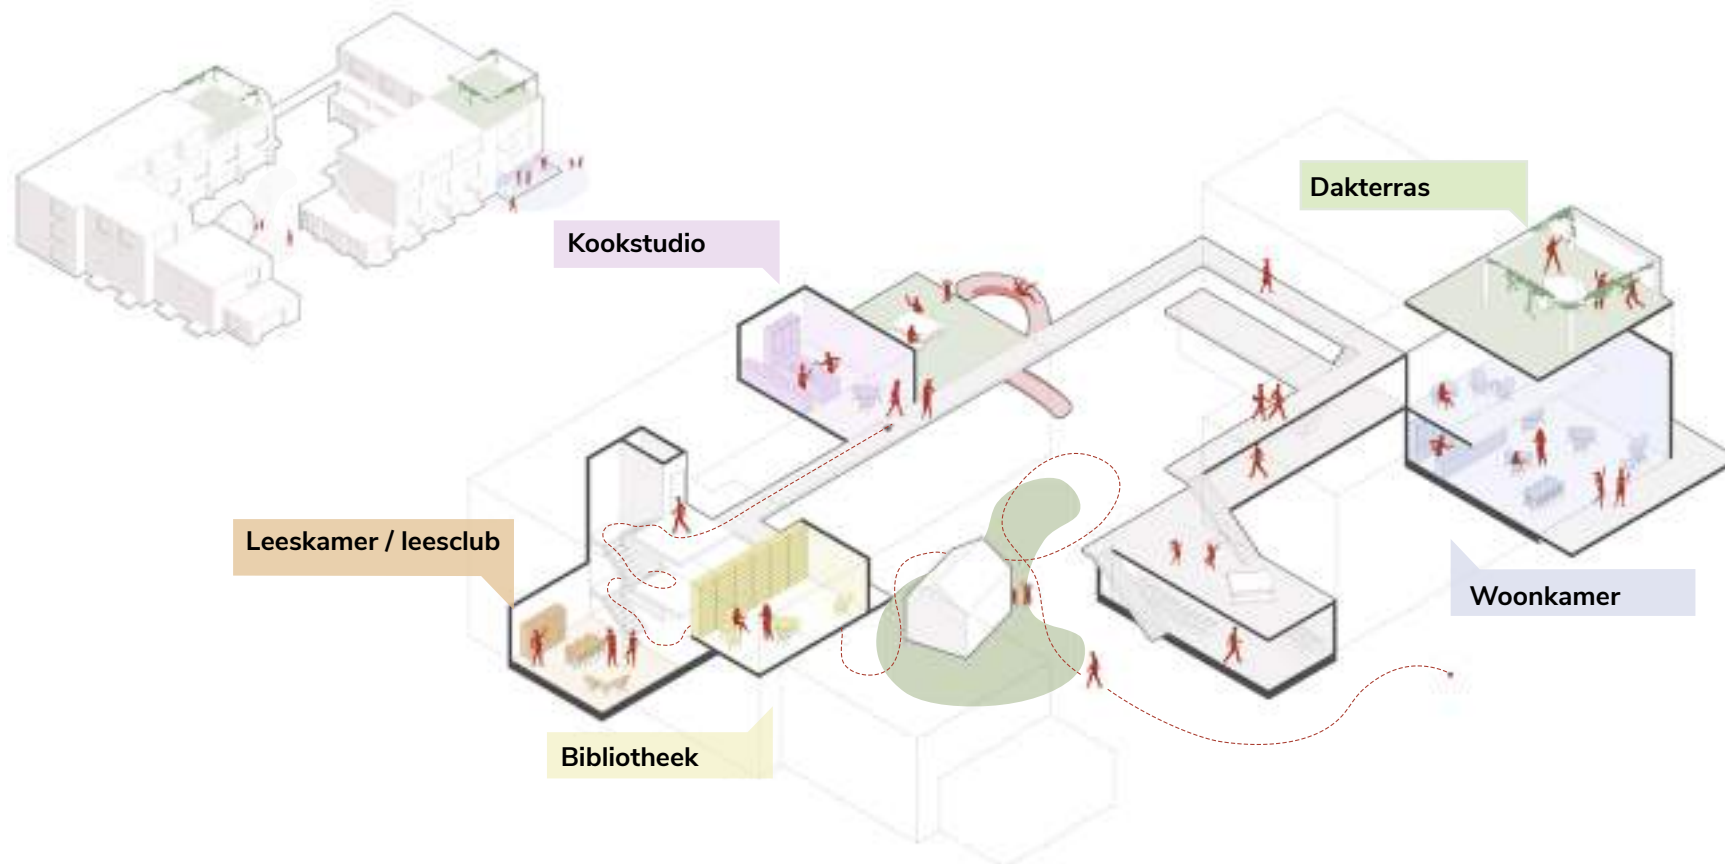 Dakterras
Kookstudio
Leeskamer / leesclub
Woonkamer
Bibliotheek